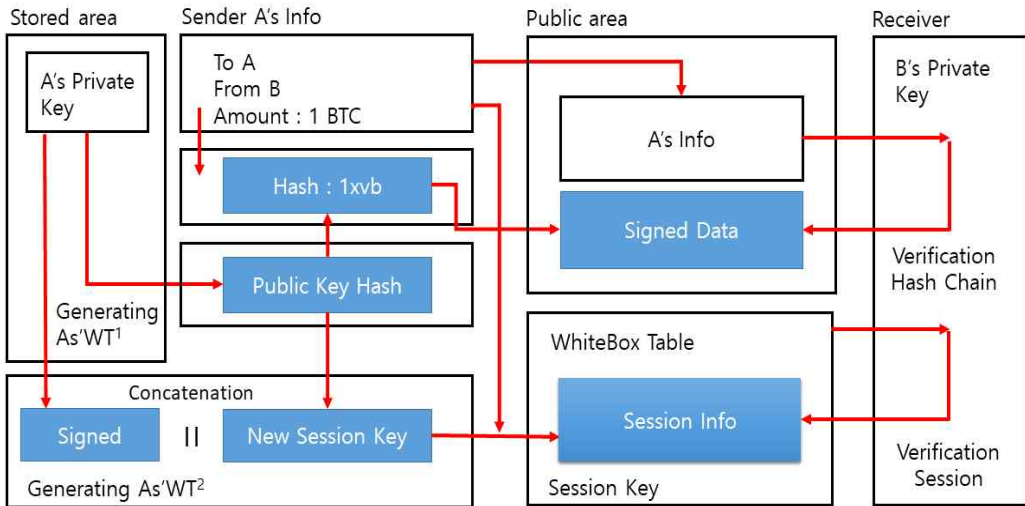 Stored area
Sender A's Info
Public area
Receiver
A's Private
Key
To A
From B
Amount : 1 BTC
Hash : 1xvb
Public Key Hash
Generating
As'WT1
A's Info
Signed Data
B's Private
Key
Verification
Hash Chain
Concatenation
Signed
||
New Session Key
Generating As'WT2
WhiteBox Table
Session Info
Session Key
Verification
Session